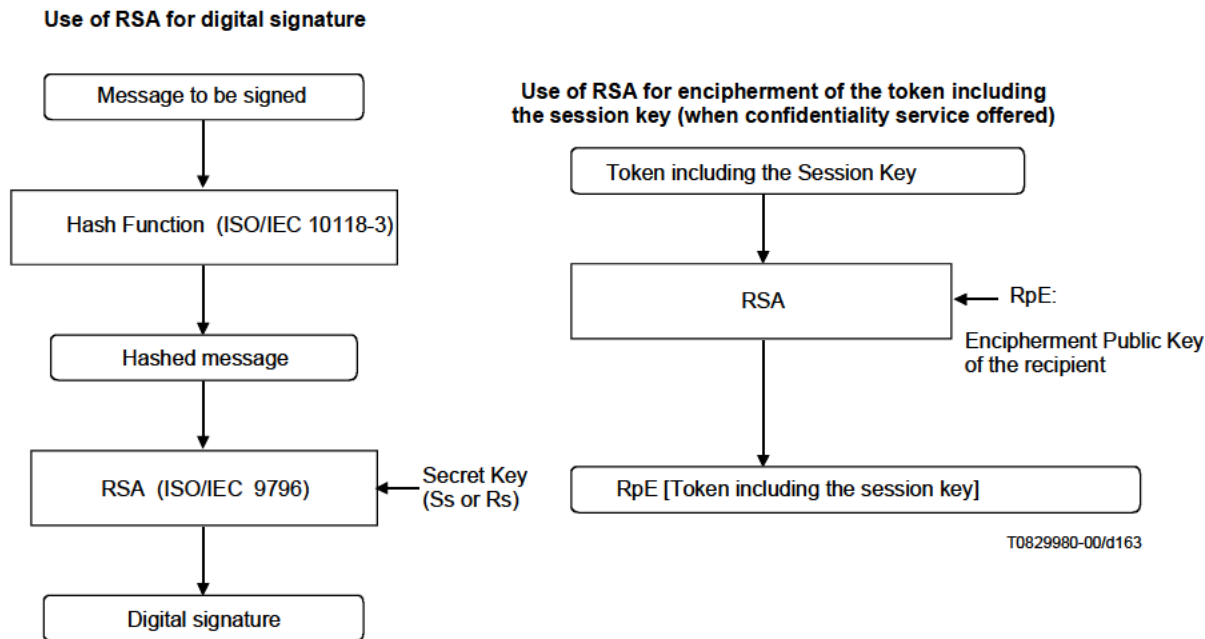 Use of RSA for digital signature
Message to be signed
Hash Function (ISO/IEC 10118-3)
Hashed message
RSA (ISO/IEC 9796)
Secret Key
(Ss or Rs)
Digital signature
Use of RSA for encipherment of the token including
the session key (when confidentiality service offered)
Token including the Session Key
RSA
RpE:
Encipherment Public Key
of the recipient
RpE [Token including the session key]
T0829980-00/d163